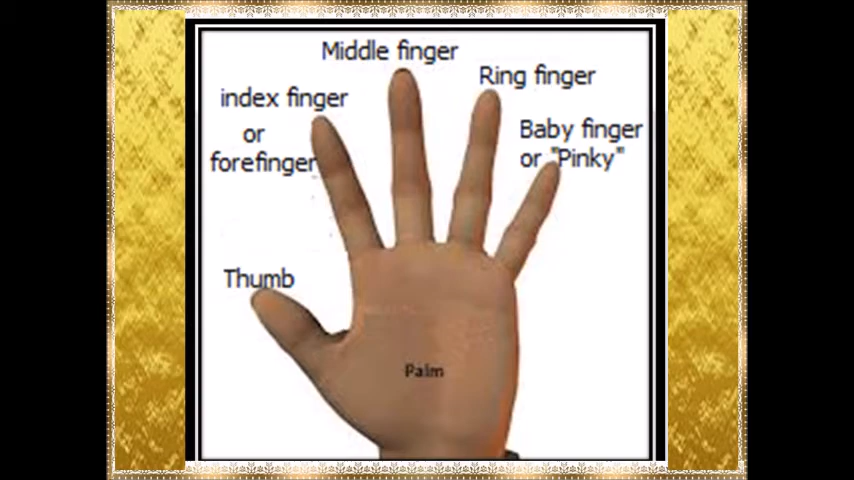 Middle finger
Ring finger
index finger
or
forefinger
Baby finger
or "Pinky"
Thumb
Palm